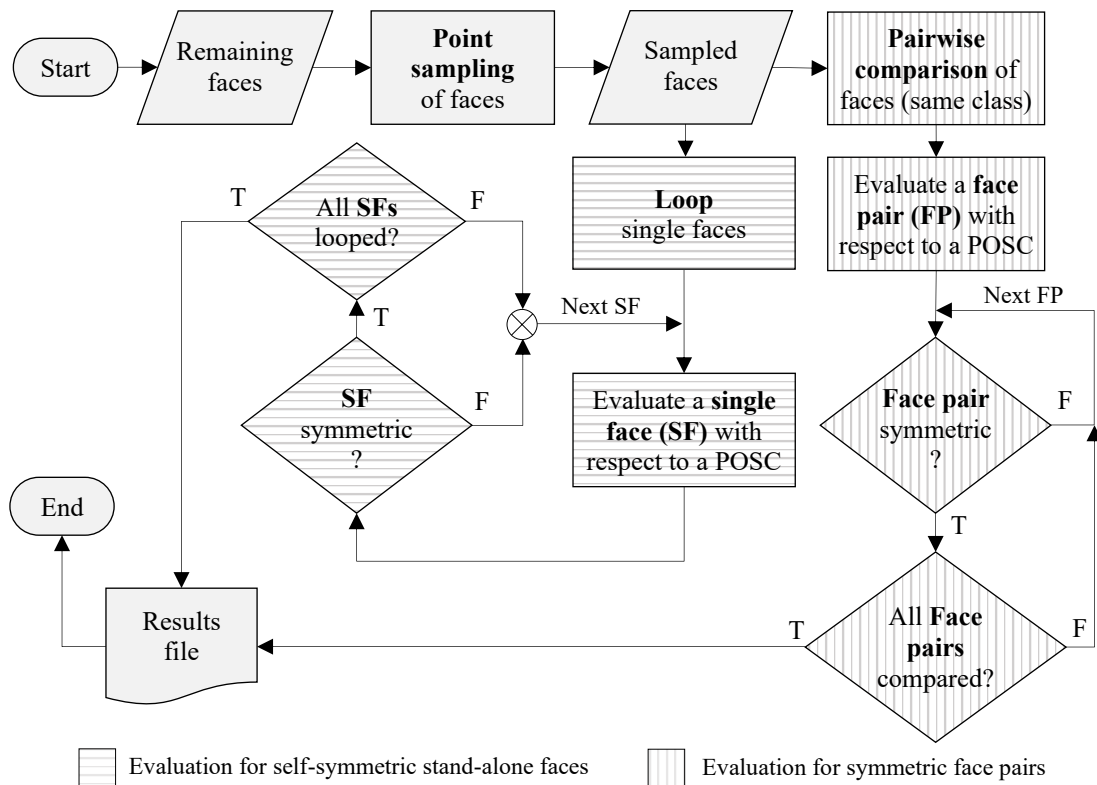 Start
Remaining
faces
Point
sampling
of faces
Sampled
faces
Pairwise
comparison of
faces (same class)
T
All SFs
looped?
F
Loop
single faces
Evaluate a face
pair (FP) with
respect to a POSC
Next SF
Next FP
T
SF
symmetric
?
F
Evaluate a single
face (SF) with
respect to a POSC
Face pair
symmetric
?
F
T
End
Results
file
T
All Face
pairs
compared?
F
Evaluation for self-symmetric stand-alone faces
Evaluation for symmetric face pairs